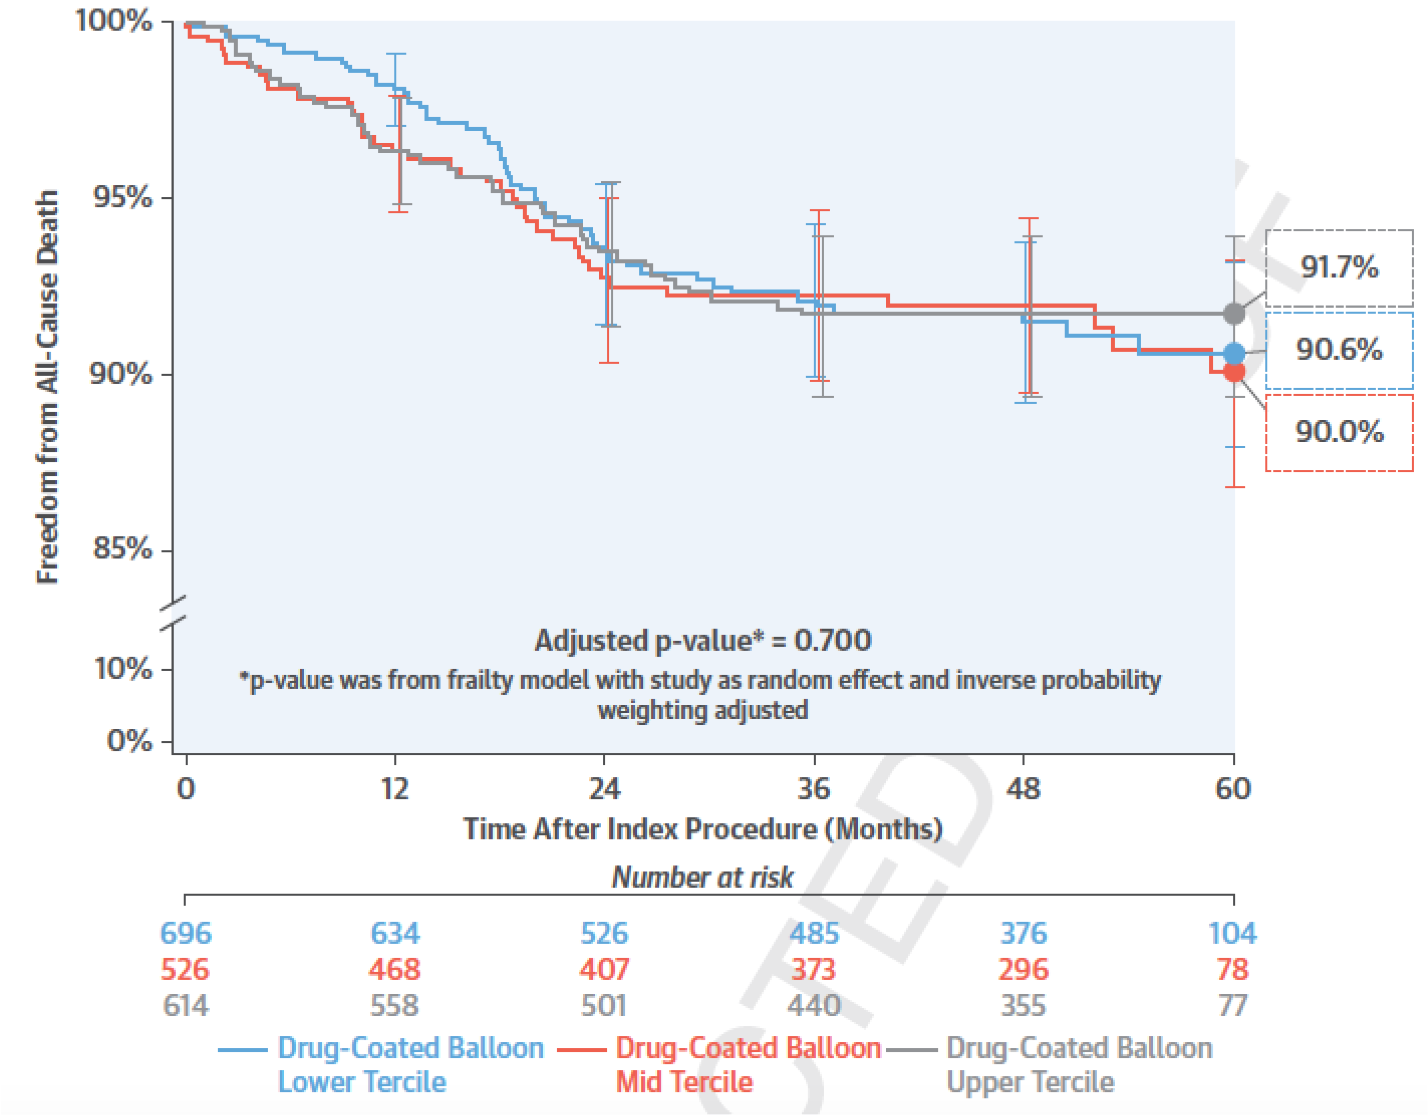 100%
95%
90%
85%
10%
0%
Freedom from All-Cause Death
91.7%
90.6%
90.0%
Adjusted p-value* = 0.700
*p-value was from frailty model with study as random effect and inverse probability
weighting adjusted
0 12 24 36 48 60
Time After Index Procedure (Months)
Number at risk
696 634 526 485 376 104
526 468 407 373 296 78
614 558 501 440 355 77
Drug-Coated Balloon Lower Tercile
Drug-Coated Balloon Mid Tercile
Drug-Coated Balloon Upper Tercile
CTED